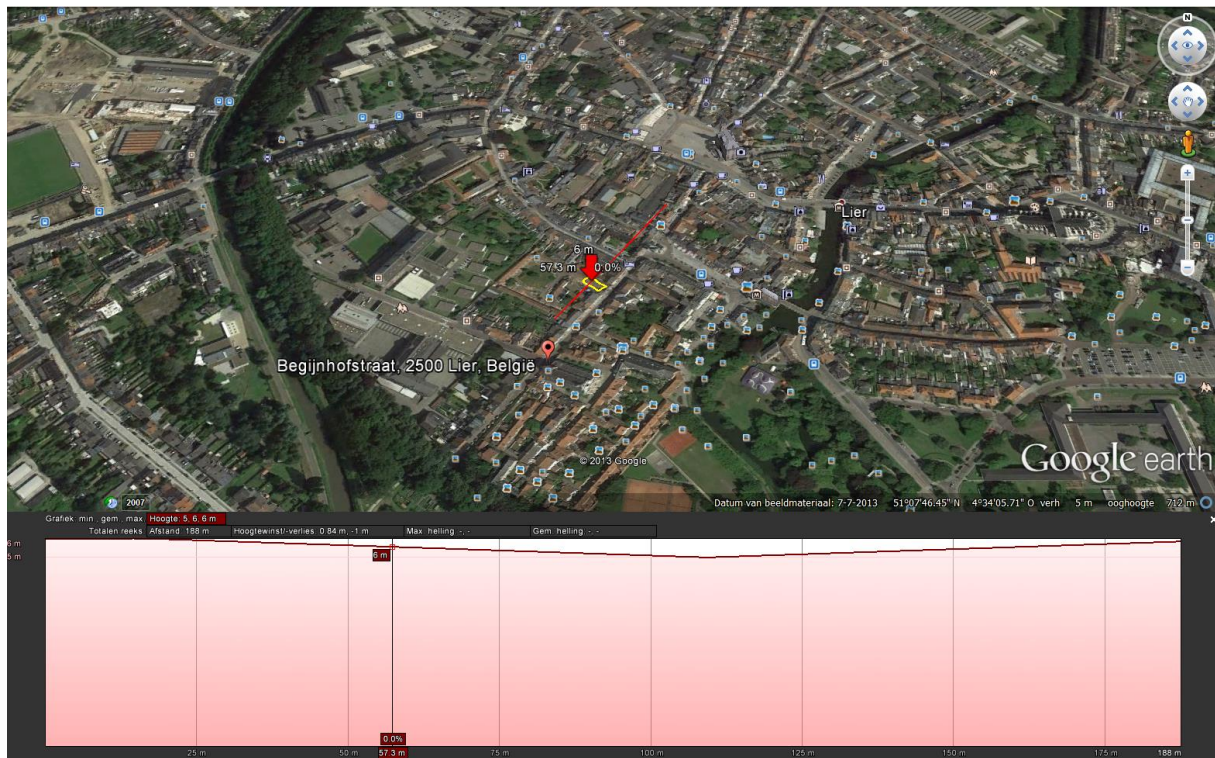 N
Lier
6 m
57.3 m 0.0%
Begijnhofstraat, 2500 Lier, België
© 2013 Google
Google earth
2007
Datum van beeldmateriaal: 7-7-2013 51°07'46.45" N 4°34'05.71" O verh 5 m ooghoogte 712 m
Grafiek min., gem., max. Hoogte: 5, 6, 6 m
Totalen reeks: Afstand: 188 m Hoogtewinst/-verlies: 0.84 m, -1 m Max. helling: -, - Gem. helling: -, -
6 m
5 m
6 m
0.0%
25 m 50 m 57.3 m 75 m 100 m 125 m 150 m 175 m 188 m